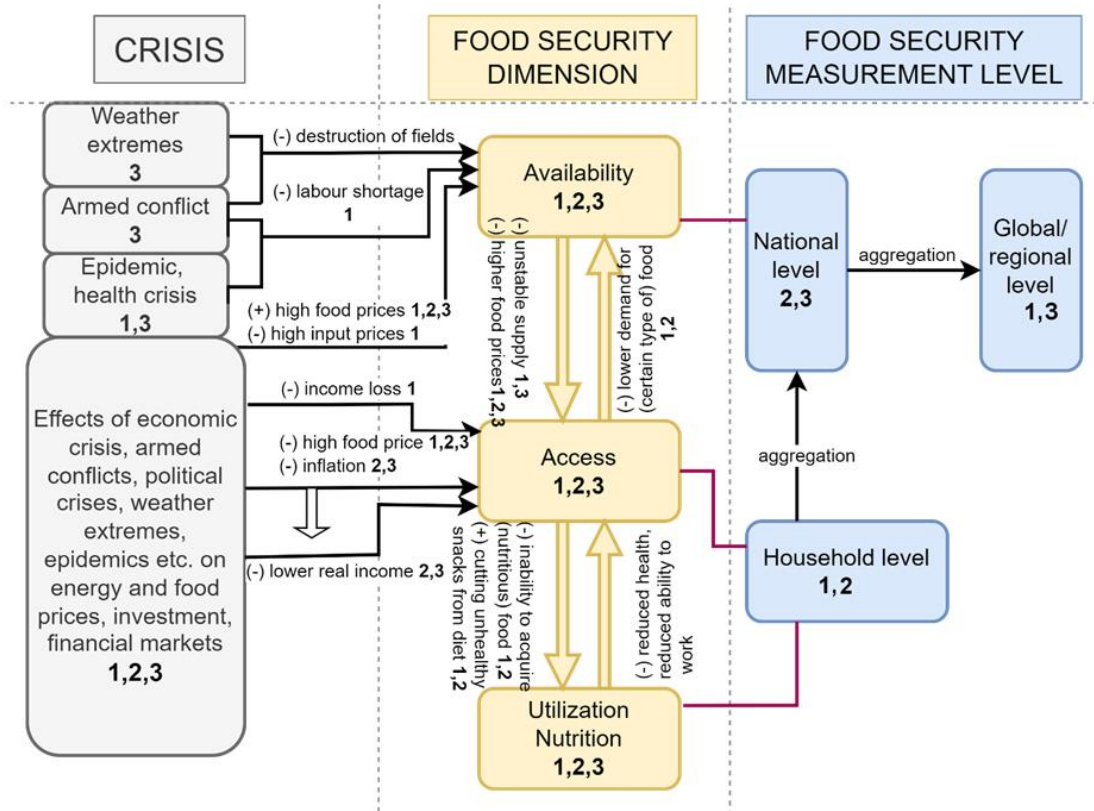 CRISIS
FOOD SECURITY
DIMENSION
FOOD SECURITY
MEASUREMENT LEVEL
Weather
extremes
3
Armed conflict
3
Epidemic,
health crisis
1,3
Effects of economic
crisis, armed
conflicts, political
crises, weather
extremes,
epidemics etc. on
energy and food
prices, investment,
financial markets
1,2,3
(-) destruction of fields
(-) labour shortage
1
(+) high food prices 1,2,3
(-) high input prices 1
(-) income loss 1
(-) high food price 1,2,3
(-) inflation 2,3
(-) lower real income 2,3
Availability
1,2,3
(-) unstable supply 1,3
(-) higher food prices1,2,3
(-) lower demand for
(certain type of) food
1,2
Access
1,2,3
(-) inability to acquire
(nutritious) food 1,2
(+) cutting unhealthy
snacks from diet 1,2
(-) reduced health,
reduced ability to
work
Utilization
Nutrition
1,2,3
National
level
2,3
aggregation
Global/
regional
level
1,3
aggregation
Household level
1,2